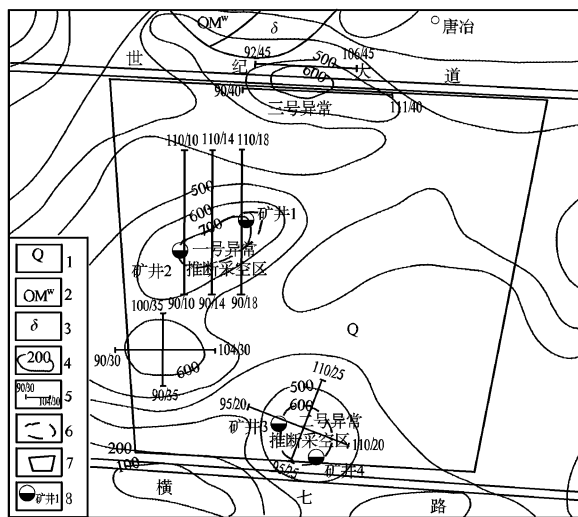 OMʷ
δ
唐冶
世 纪 大 道
92/45
500
106/45
600
90/40
111/40
三号异常
110/10 110/14 110/18
500
600
700
矿井1
一号异常
矿井2
推断采空区
90/10 90/14 90/18
100/35
Q
90/30
104/30
600
90/35
110/25
500
95/20
600
矿井3
二号异常
推断采空区
110/20
95/25
矿井4
200
100
横 七 路
Q 1
OMʷ 2
δ 3
200 4
90/30 104/30 5
6
7
矿井1 8